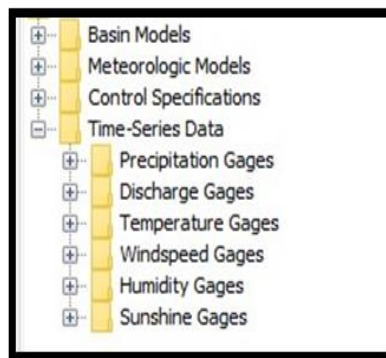 Basin Models
Meteorologic Models
Control Specifications
Time-Series Data
Precipitation Gages
Discharge Gages
Temperature Gages
Windspeed Gages
Humidity Gages
Sunshine Gages